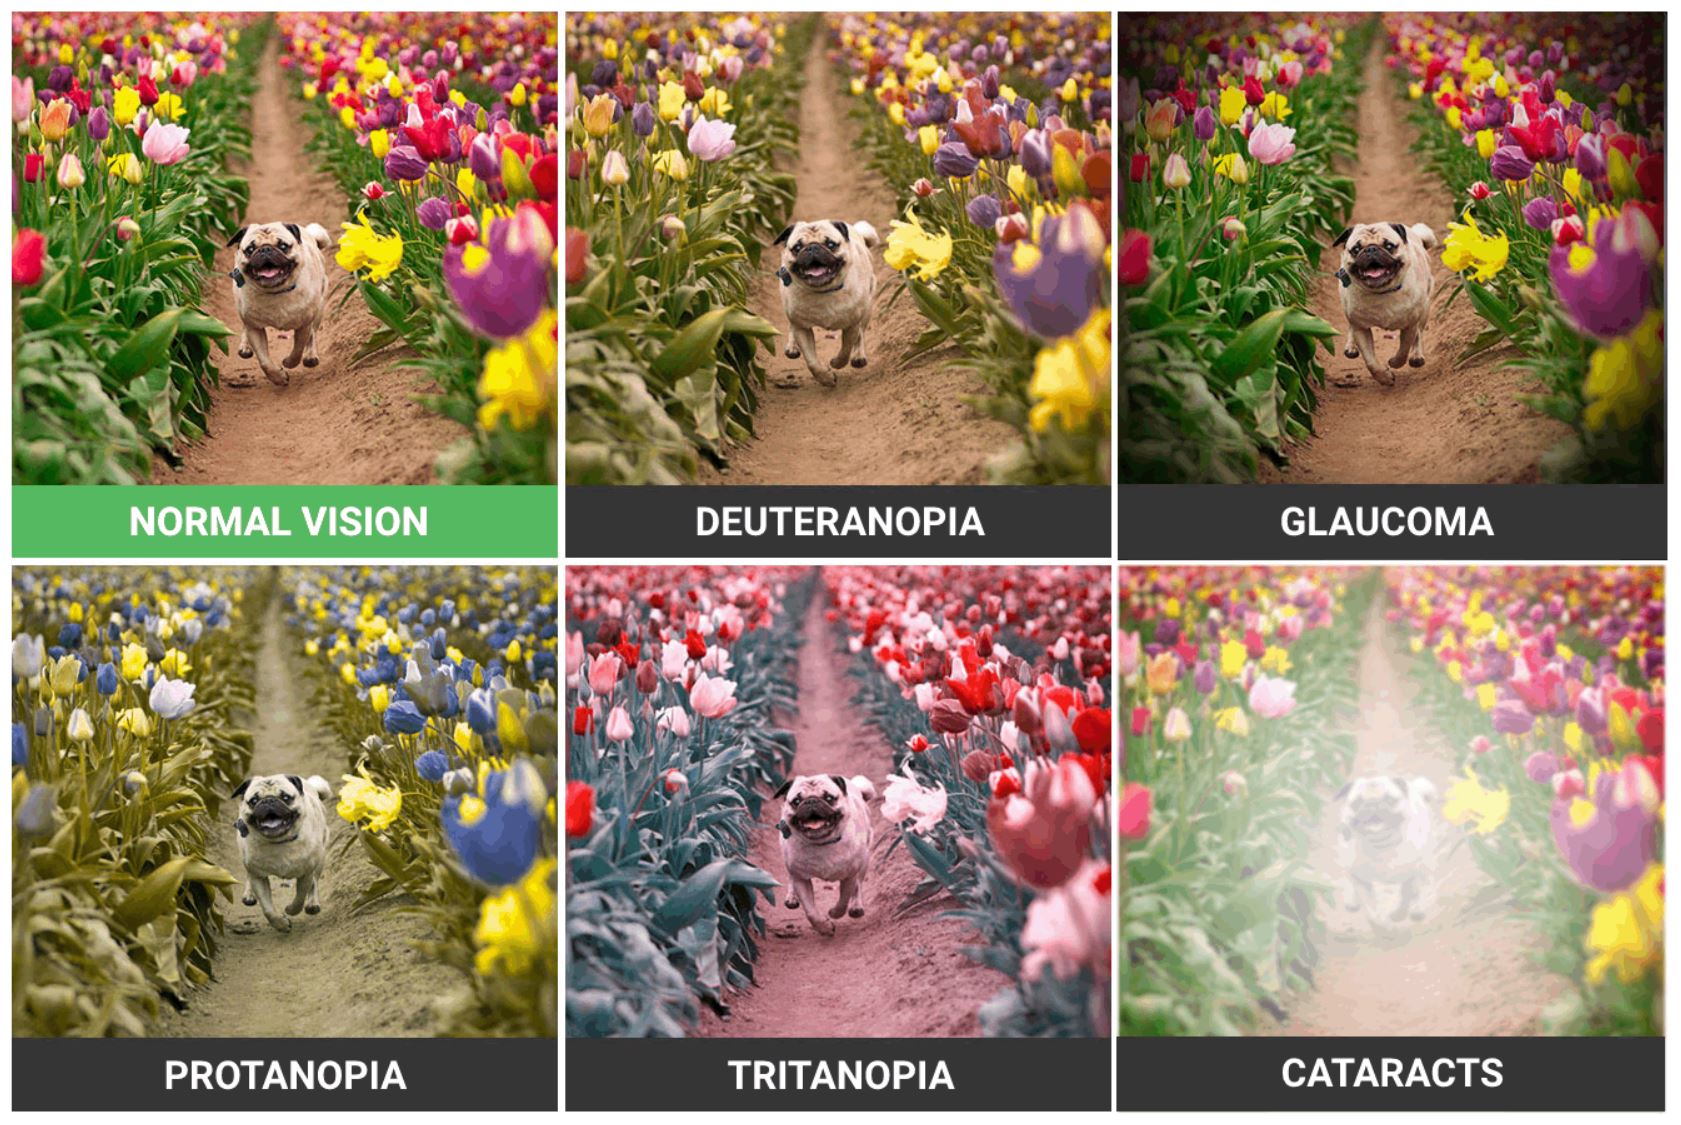 NORMAL VISION
DEUTERANOPIA
GLAUCOMA
PROTANOPIA
TRITANOPIA
CATARACTS